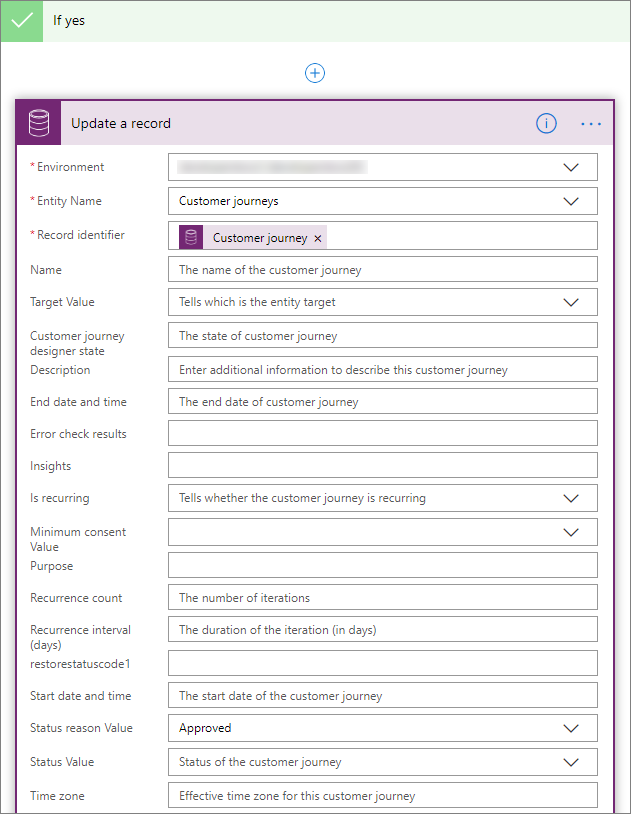 If yes
Update a record
* Environment
* Entity Name Customer journeys
* Record identifier Customer journey ×
Name The name of the customer journey
Target Value Tells which is the entity target
Customer journey
designer state The state of customer journey
Description Enter additional information to describe this customer journey
End date and time The end date of customer journey
Error check results
Insights
Is recurring Tells whether the customer journey is recurring
Minimum consent
Value
Purpose
Recurrence count The number of iterations
Recurrence interval
(days) The duration of the iteration (in days)
restorestatuscode1
Start date and time The start date of the customer journey
Status reason Value Approved
Status Value Status of the customer journey
Time zone Effective time zone for this customer journey